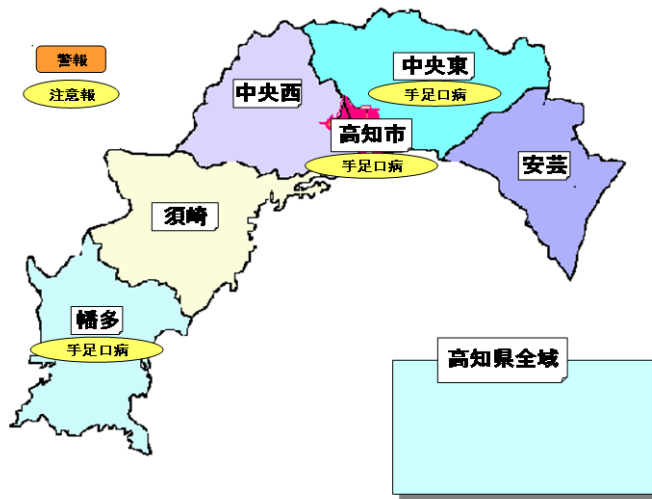 警報
注意報
中央東
手足口病
中央西
高知市
手足口病
安芸
須崎
幡多
手足口病
高知県全域